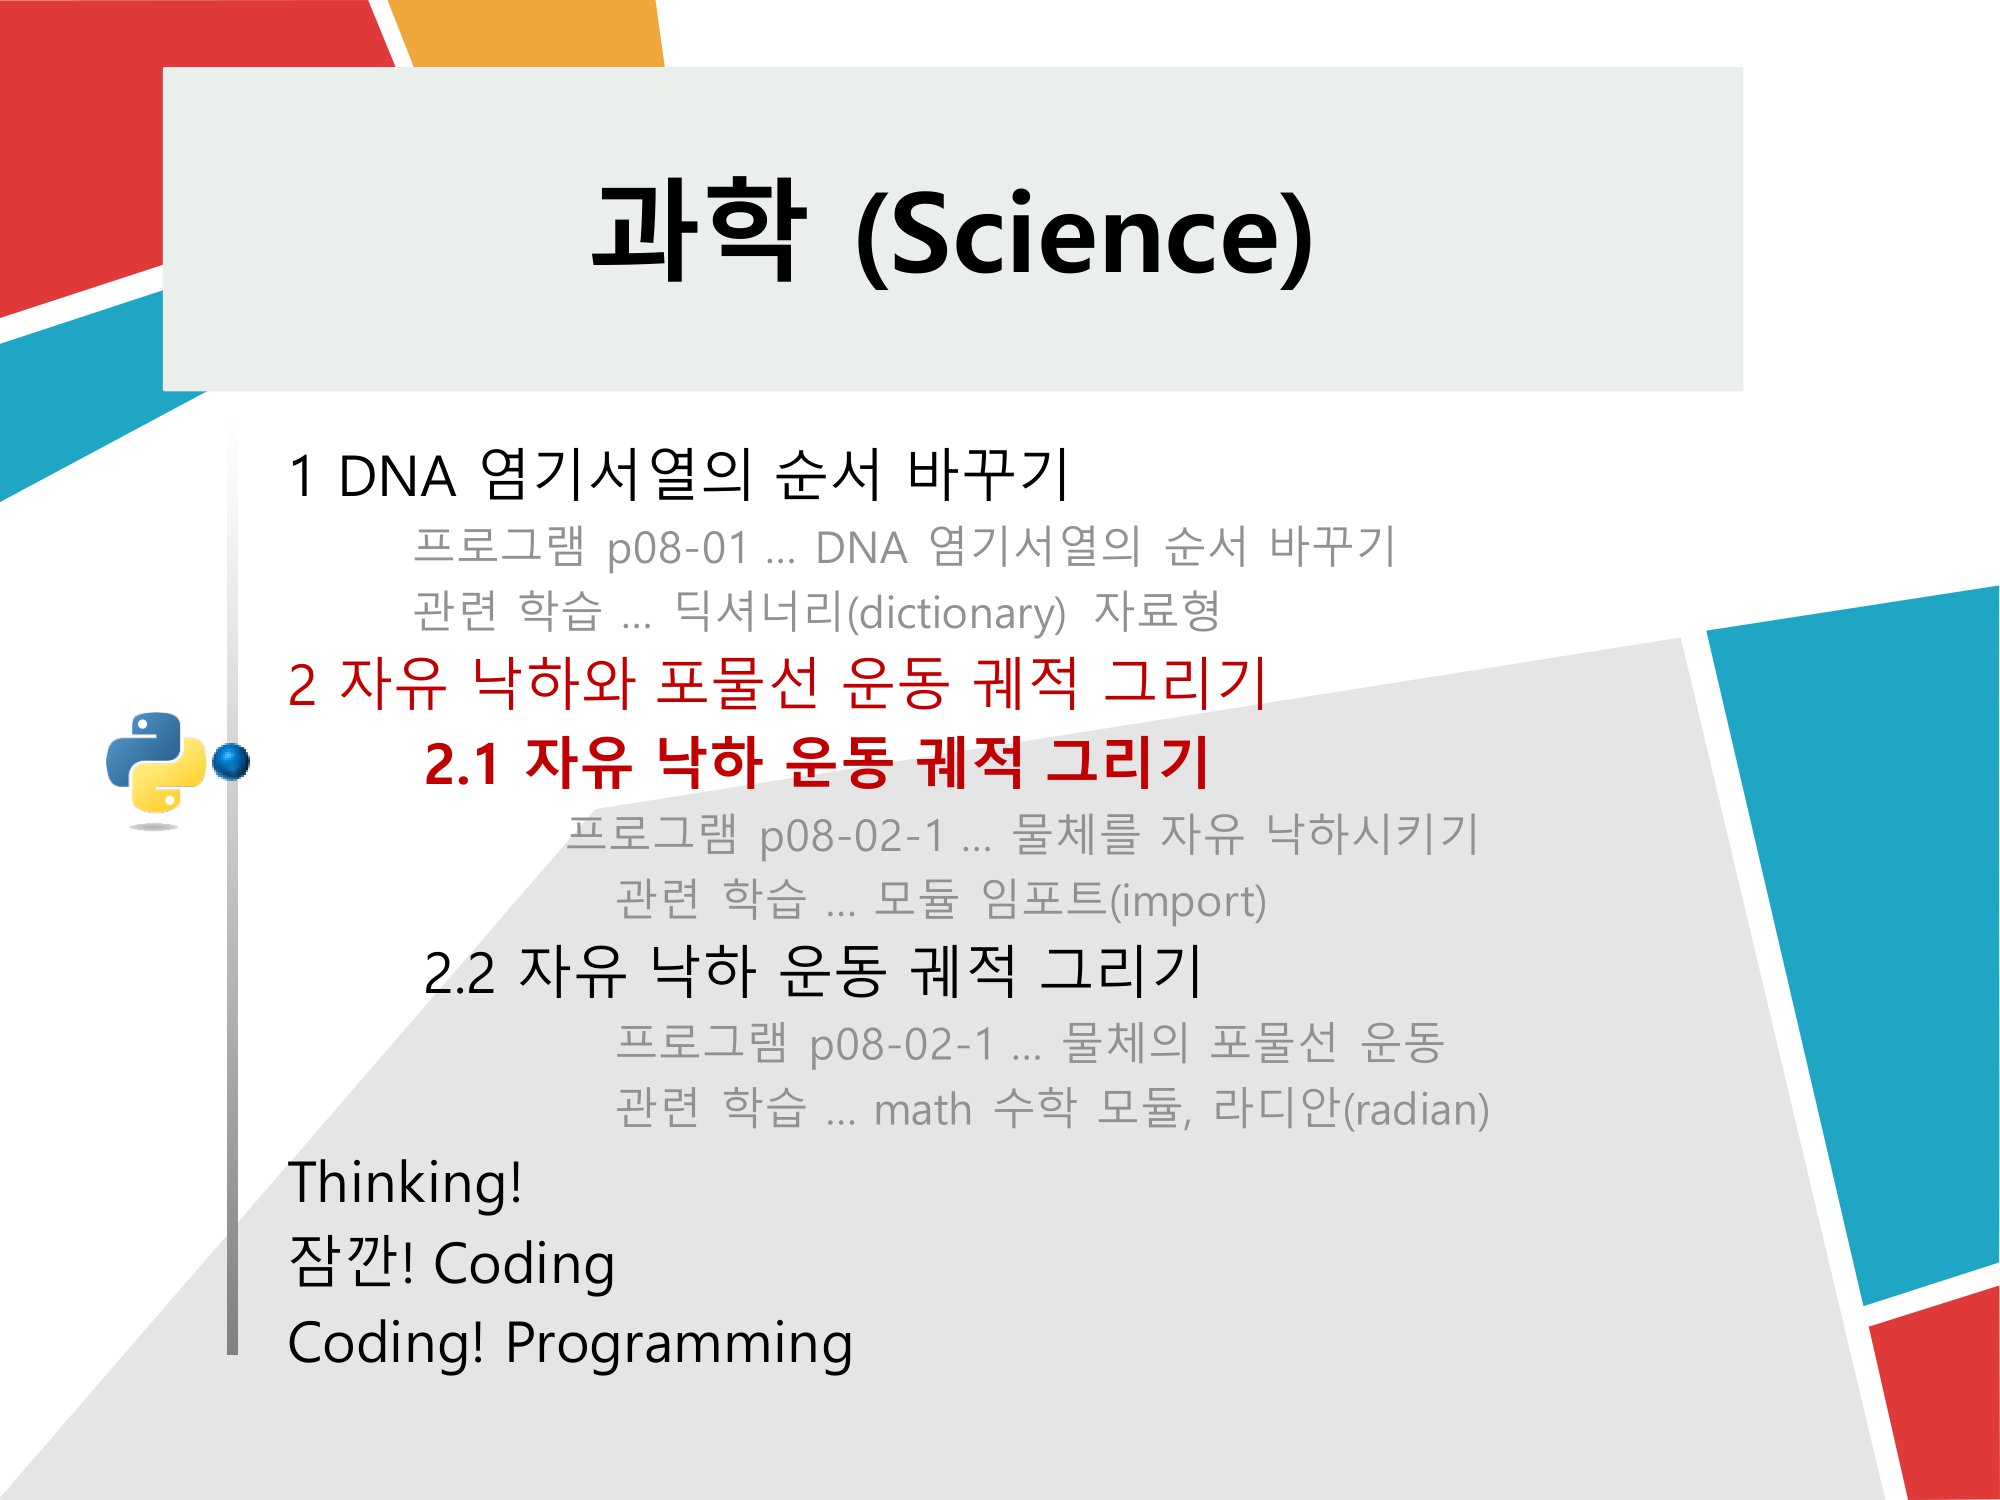 과학 (Science)
1 DNA 염기서열의 순서 바꾸기
프로그램 p08-01 ... DNA 염기서열의 순서 바꾸기
관련 학습 ... 딕셔너리(dictionary) 자료형
2 자유 낙하와 포물선 운동 궤적 그리기
2.1 자유 낙하 운동 궤적 그리기
프로그램 p08-02-1 ... 물체를 자유 낙하시키기
관련 학습 ... 모듈 임포트(import)
2.2 자유 낙하 운동 궤적 그리기
프로그램 p08-02-1 ... 물체의 포물선 운동
관련 학습 ... math 수학 모듈, 라디안(radian)
Thinking!
잠깐! Coding
Coding! Programming